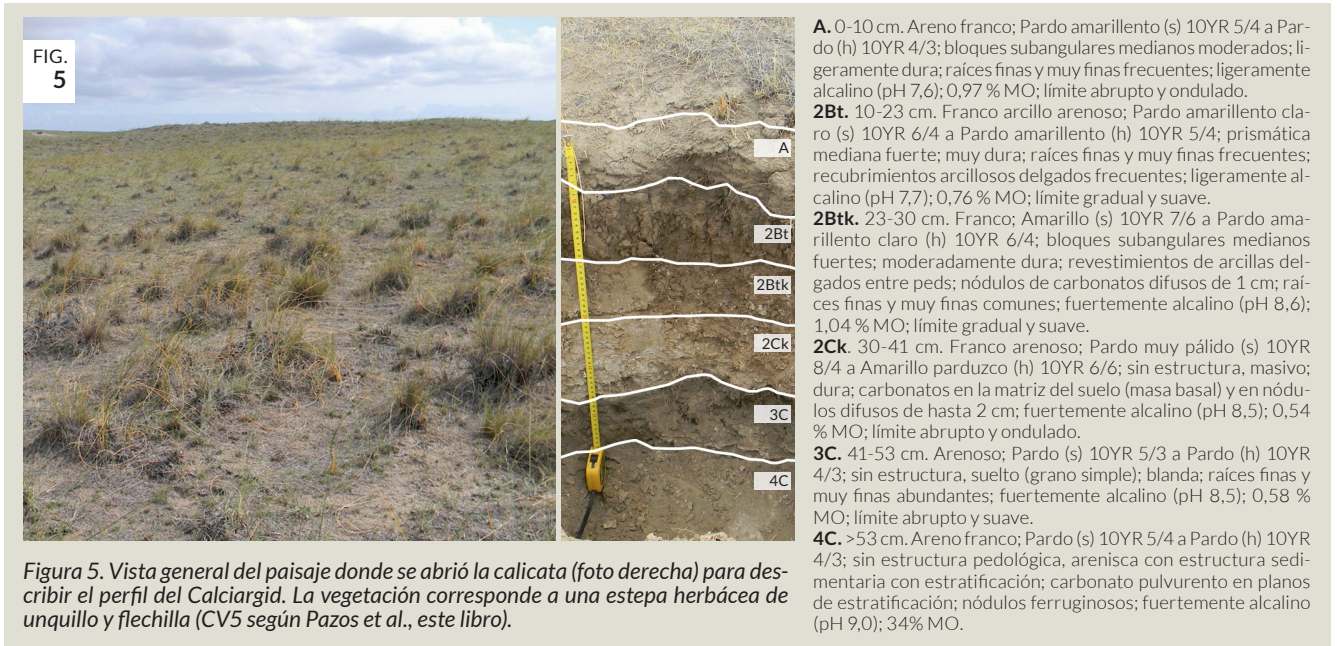 FIG.
5
A
2Bt
2Btk
2Ck
3C
4C
Figura 5. Vista general del paisaje donde se abrió la calicata (foto derecha) para des-
cribir el perfil del Calciargid. La vegetación corresponde a una estepa herbácea de
unquillo y flechilla (CV5 según Pazos et al., este libro).
A. 0-10 cm. Areno franco; Pardo amarillento (s) 10YR 5/4 a Par-
do (h) 10YR 4/3; bloques subangulares medianos moderados; li-
geramente dura; raíces finas y muy finas frecuentes; ligeramente
alcalino (pH 7,6); 0,97 % MO; límite abrupto y ondulado.
2Bt. 10-23 cm. Franco arcillo arenoso; Pardo amarillento cla-
ro (s) 10YR 6/4 a Pardo amarillento (h) 10YR 5/4; prismática
mediana fuerte; muy dura; raíces finas y muy finas frecuentes;
recubrimientos arcillosos delgados frecuentes; ligeramente al-
calino (pH 7,7); 0,76 % MO; límite gradual y suave.
2Btk. 23-30 cm. Franco; Amarillo (s) 10YR 7/6 a Pardo ama-
rillento claro (h) 10YR 6/4; bloques subangulares medianos
fuertes; moderadamente dura; revestimientos de arcillas del-
gados entre peds; nódulos de carbonatos difusos de 1 cm; raí-
ces finas y muy finas comunes; fuertemente alcalino (pH 8,6);
1,04 % MO; límite gradual y suave.
2Ck. 30-41 cm. Franco arenoso; Pardo muy pálido (s) 10YR
8/4 a Amarillo parduzco (h) 10YR 6/6; sin estructura, masivo;
dura; carbonatos en la matriz del suelo (masa basal) y en nódu-
los difusos de hasta 2 cm; fuertemente alcalino (pH 8,5); 0,54
% MO; límite abrupto y ondulado.
3C. 41-53 cm. Arenoso; Pardo (s) 10YR 5/3 a Pardo (h) 10YR
4/3; sin estructura, suelto (grano simple); blanda; raíces finas y
muy finas abundantes; fuertemente alcalino (pH 8,5); 0,58 %
MO; límite abrupto y suave.
4C. >53 cm. Areno franco; Pardo (s) 10YR 5/4 a Pardo (h) 10YR
4/3; sin estructura pedológica, arenisca con estructura sedi-
mentaria con estratificación; carbonato pulvurento en planos
de estratificación; nódulos ferruginosos; fuertemente alcalino
(pH 9,0); 34% MO.